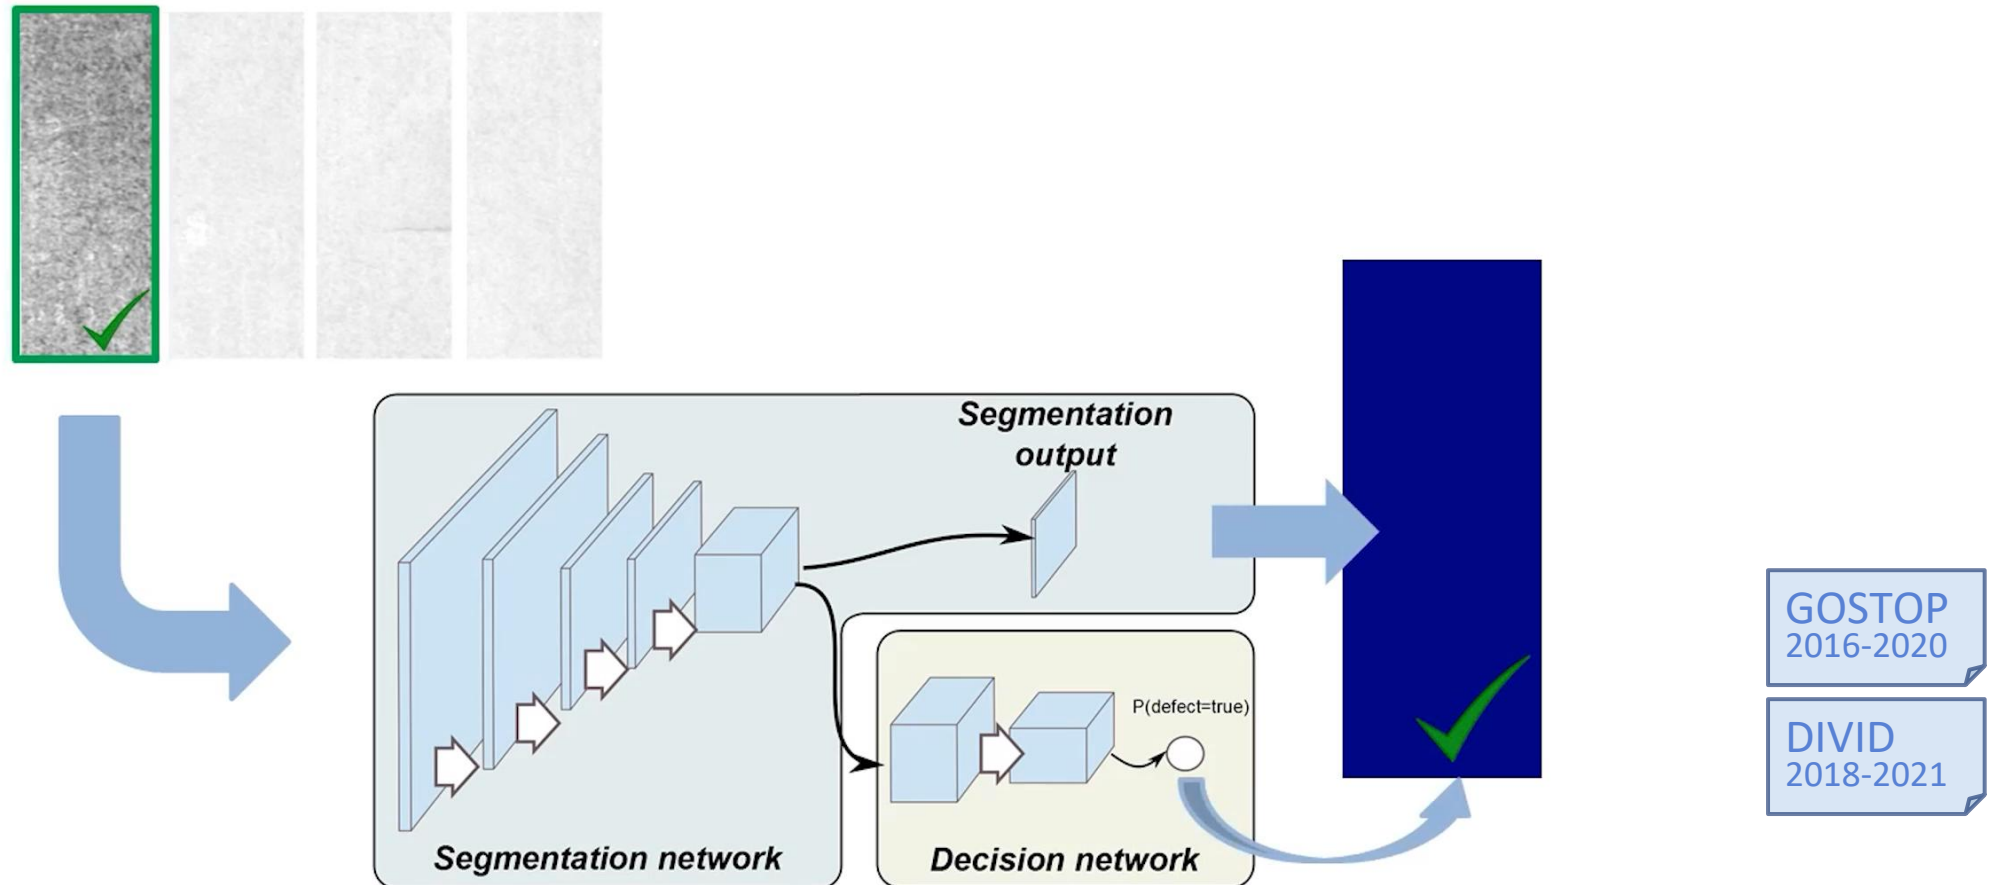 Segmentation
output
Segmentation network
P(defect=true)
Decision network
GOSTOP
2016-2020
DIVID
2018-2021